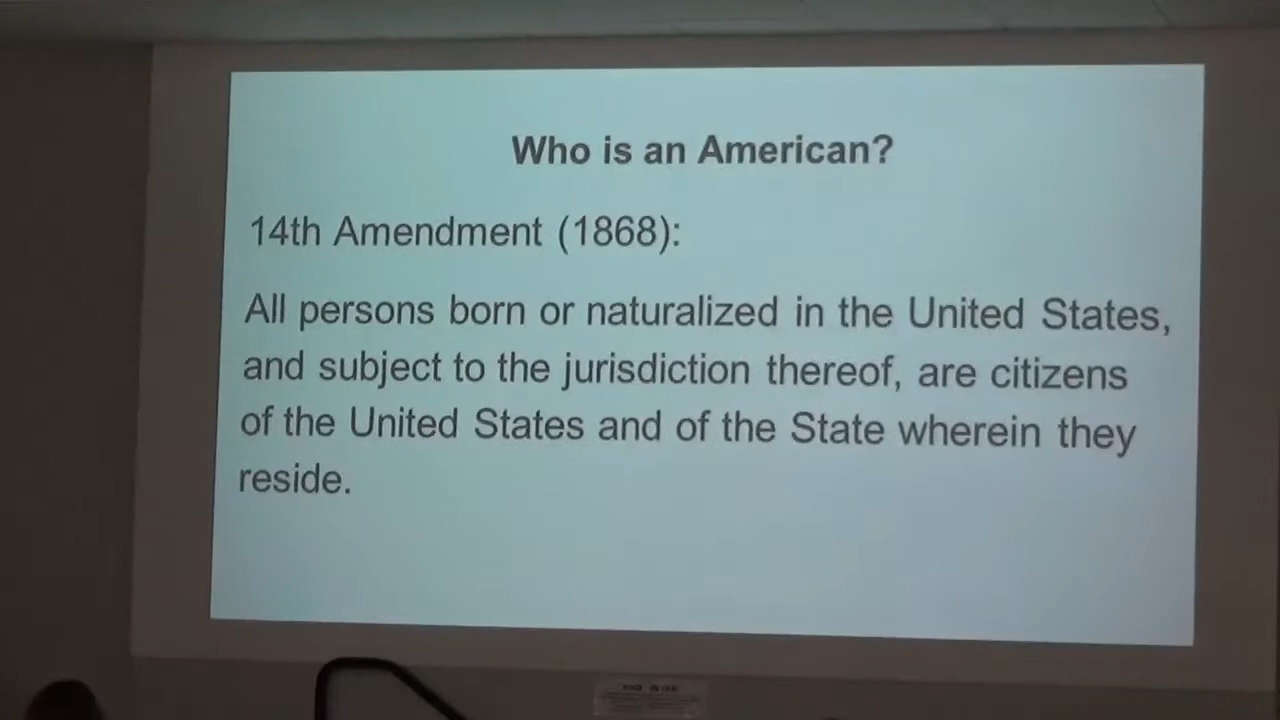 Who is an American?
14th Amendment (1868):
All persons born or naturalized in the United States,
and subject to the jurisdiction thereof, are citizens
of the United States and of the State wherein they
reside.